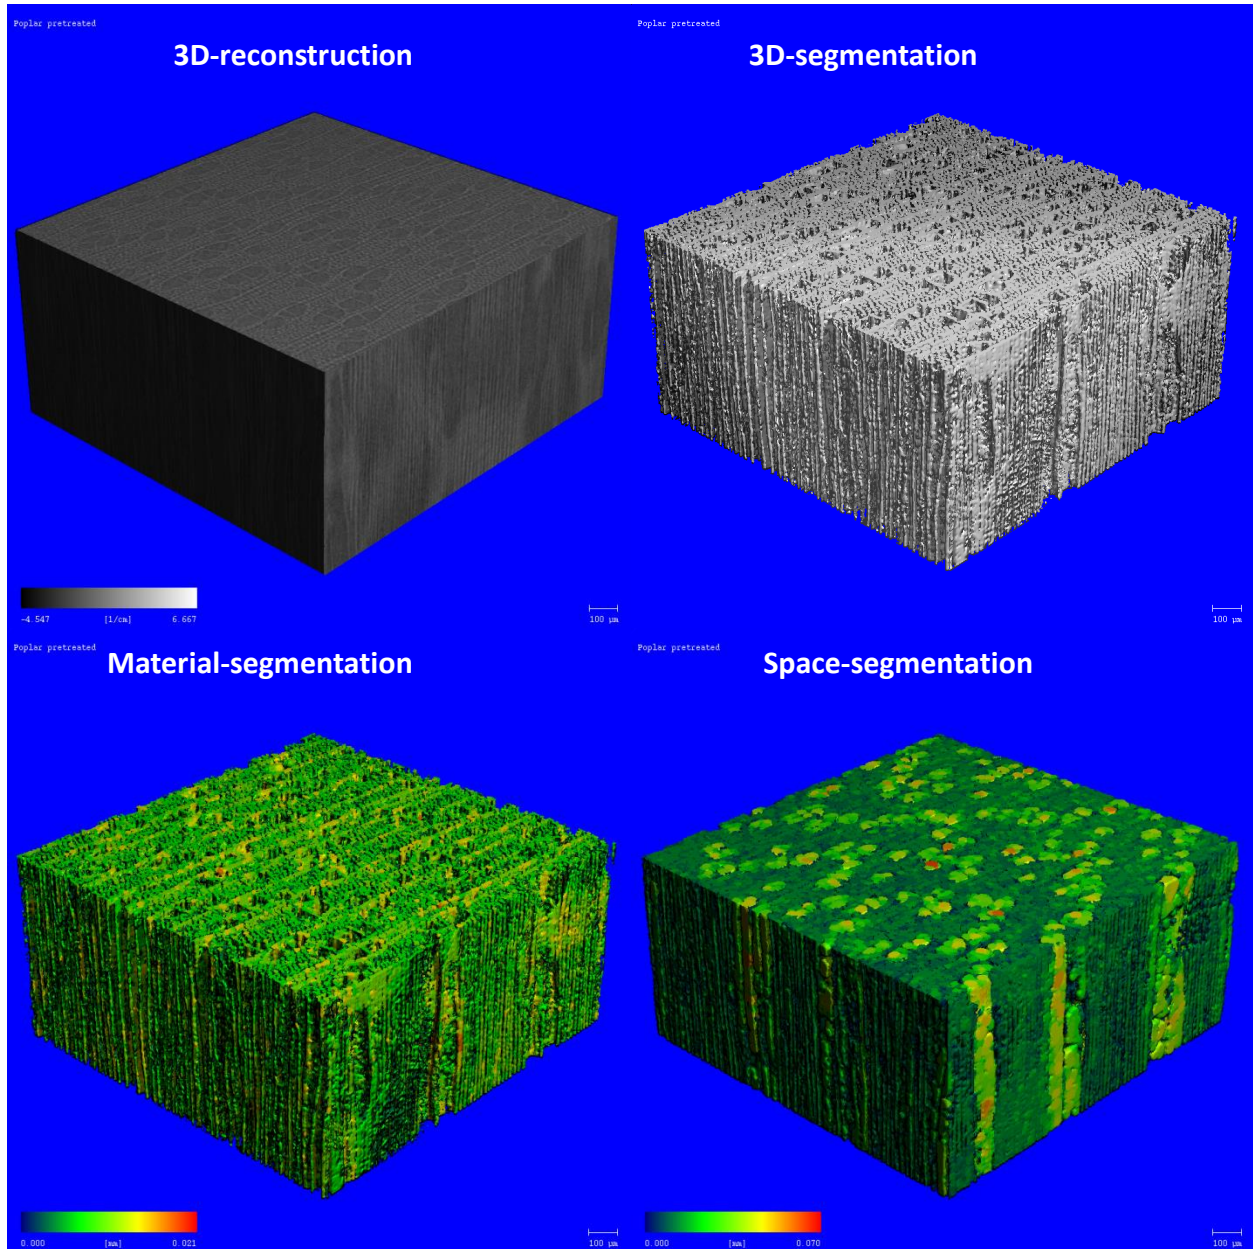 Poplar pretreated
3D-reconstruction
-4.547 [1/cm] 6.667
100 µm
Poplar pretreated
3D-segmentation
100 µm
Poplar pretreated
Material-segmentation
0.000 [mm] 0.021
100 µm
Poplar pretreated
Space-segmentation
0.000 [mm] 0.070
100 µm